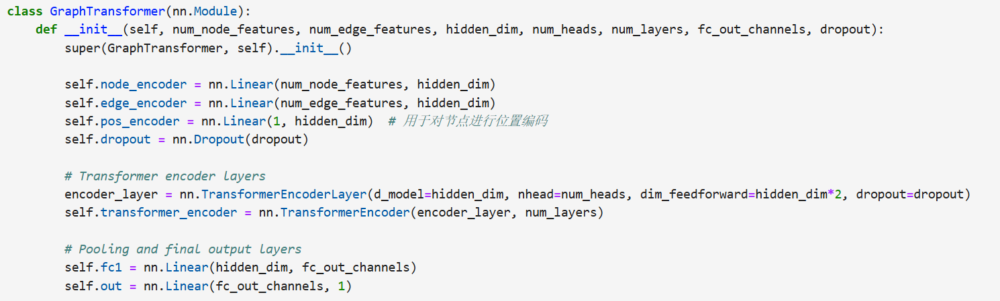 class GraphTransformer(nn.Module):
    def __init__(self, num_node_features, num_edge_features, hidden_dim, num_heads, num_layers, fc_out_channels, dropout):
        super(GraphTransformer, self).__init__()

        self.node_encoder = nn.Linear(num_node_features, hidden_dim)
        self.edge_encoder = nn.Linear(num_edge_features, hidden_dim)
        self.pos_encoder = nn.Linear(1, hidden_dim)  # 用于对节点进行位置编码
        self.dropout = nn.Dropout(dropout)

        # Transformer encoder layers
        encoder_layer = nn.TransformerEncoderLayer(d_model=hidden_dim, nhead=num_heads, dim_feedforward=hidden_dim*2, dropout=dropout)
        self.transformer_encoder = nn.TransformerEncoder(encoder_layer, num_layers)

        # Pooling and final output layers
        self.fc1 = nn.Linear(hidden_dim, fc_out_channels)
        self.out = nn.Linear(fc_out_channels, 1)